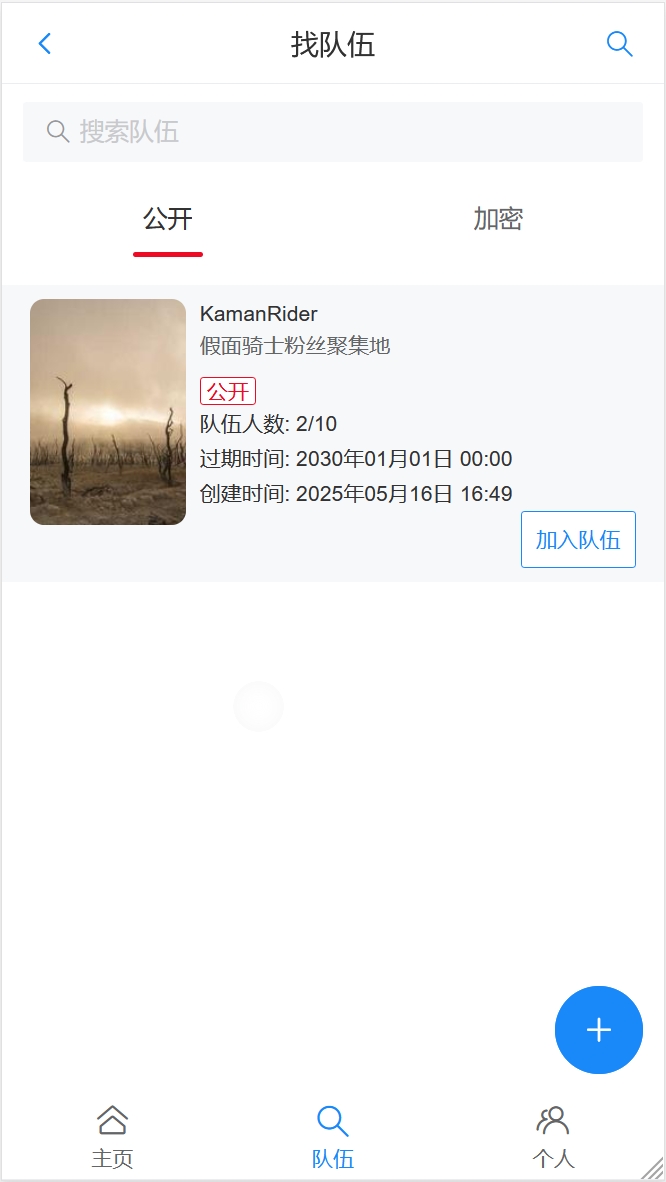 找队伍
搜索队伍
公开
加密
KamanRider
假面骑士粉丝聚集地
公开
队伍人数: 2/10
过期时间: 2030年01月01日 00:00
创建时间: 2025年05月16日 16:49
加入队伍
主页
队伍
个人